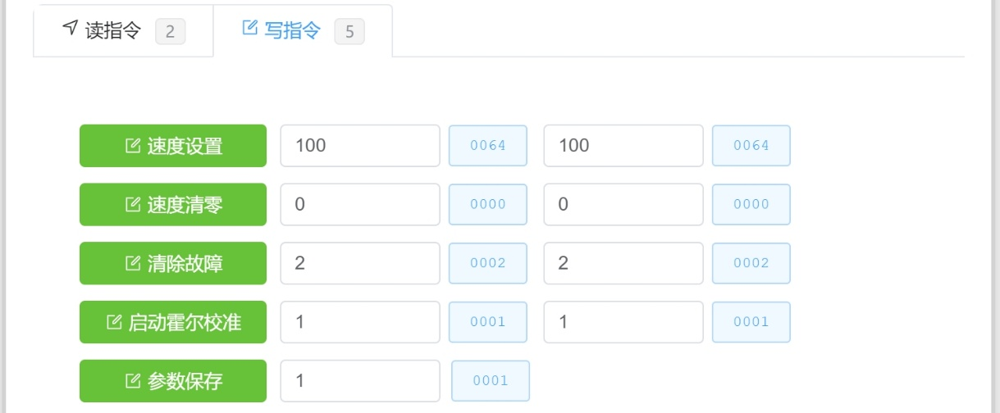 读指令 2 写指令 5
速度设置 100 0064 100 0064
速度清零 0 0000 0 0000
清除故障 2 0002 2 0002
启动霍尔校准 1 0001 1 0001
参数保存 1 0001